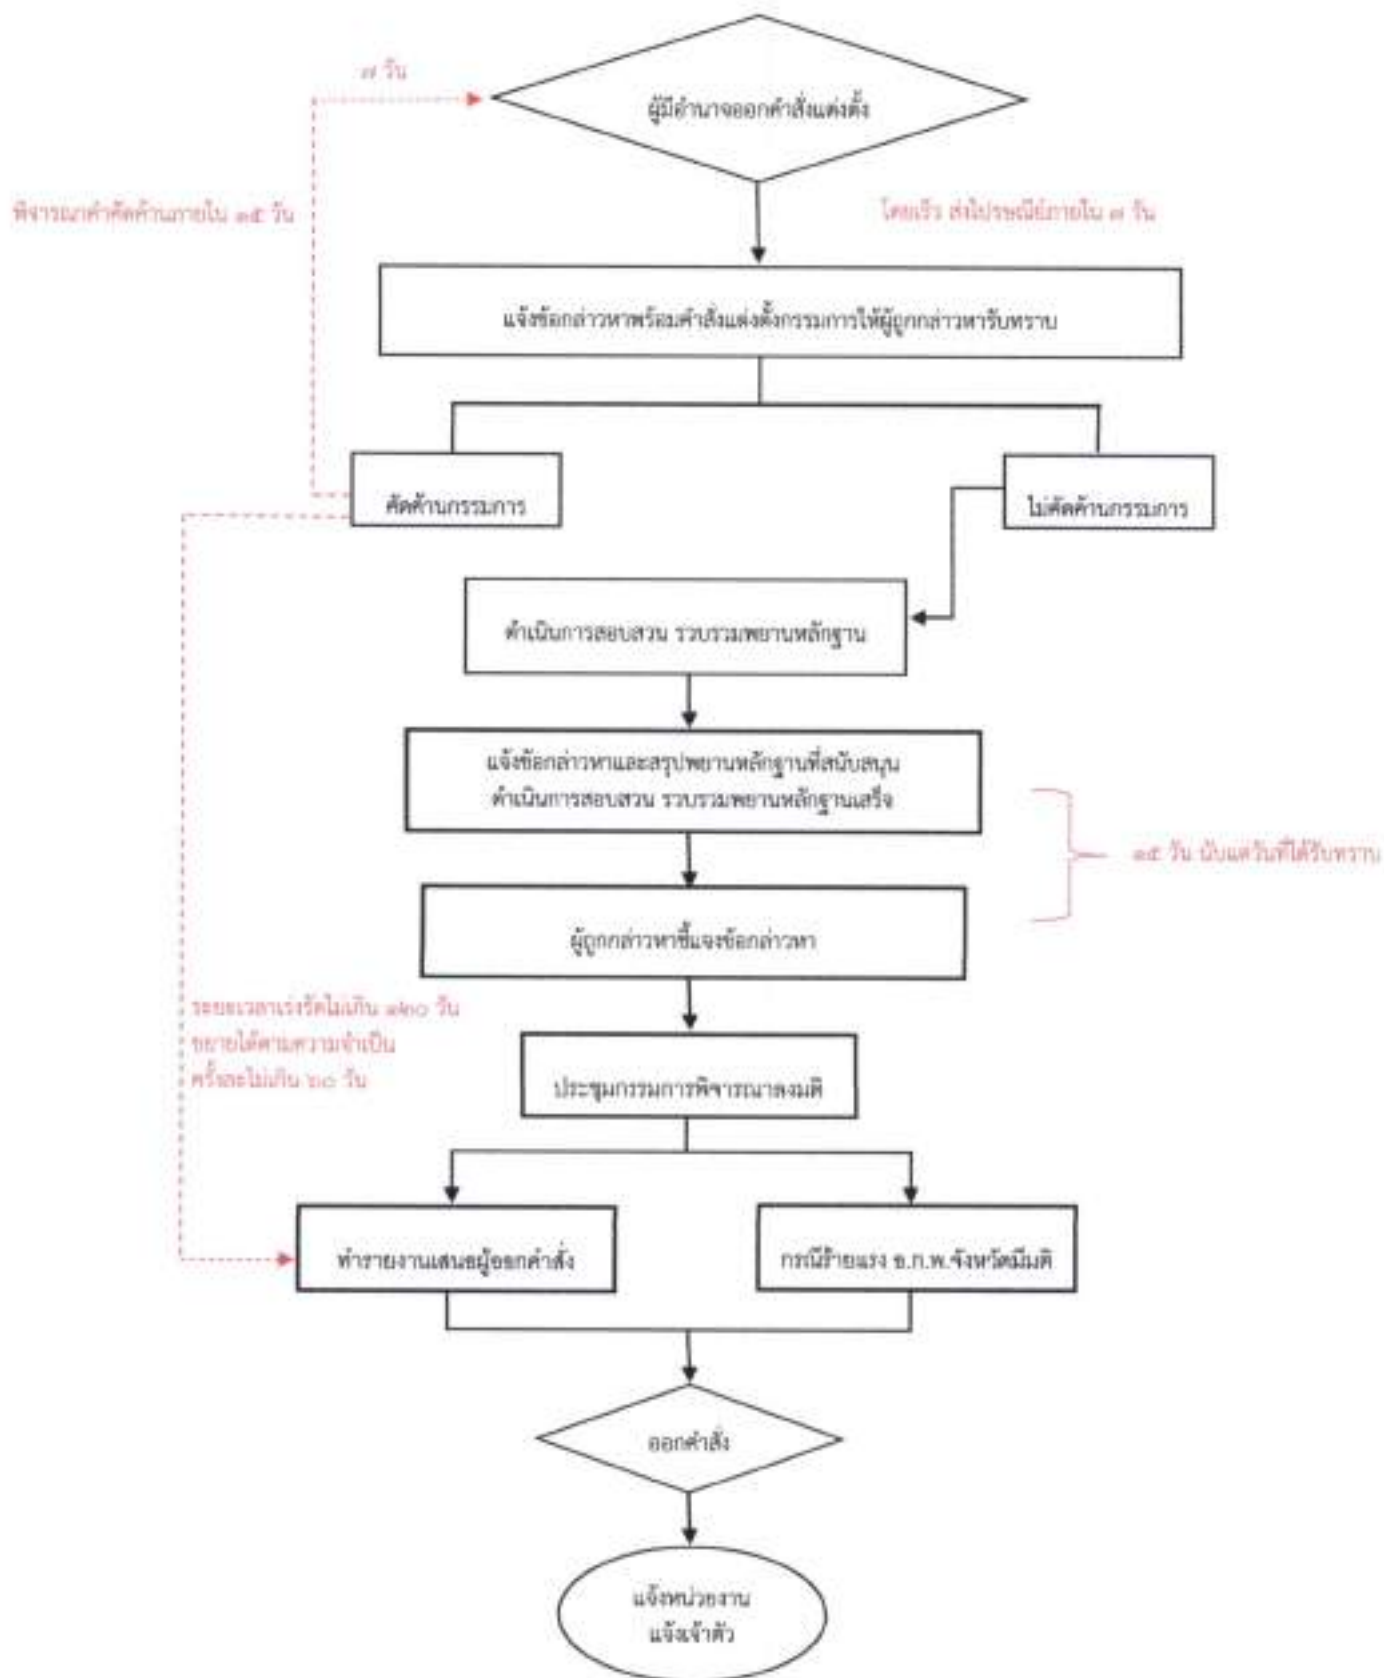 ๗ วัน
ผู้มีอำนาจออกคำสั่งแต่งตั้ง
พิจารณาคำคัดค้านภายใน ๑๕ วัน
โดยเร็ว ส่งไปรษณีย์ภายใน ๗ วัน
แจ้งข้อกล่าวหาพร้อมคำสั่งแต่งตั้งกรรมการให้ผู้ถูกกล่าวหารับทราบ
คัดค้านกรรมการ
ไม่คัดค้านกรรมการ
ดำเนินการสอบสวน รวบรวมพยานหลักฐาน
แจ้งข้อกล่าวหาและสรุปพยานหลักฐานที่สนับสนุน
ดำเนินการสอบสวน รวบรวมพยานหลักฐานเสร็จ
๑๕ วัน นับแต่วันที่ได้รับทราบ
ผู้ถูกกล่าวหาชี้แจงข้อกล่าวหา
ระยะเวลาเร่งรัดไม่เกิน ๑๒๐ วัน
ขยายได้ตามความจำเป็น
ครั้งละไม่เกิน ๖๐ วัน
ประชุมกรรมการพิจารณาลงมติ
ทำรายงานเสนอผู้ออกคำสั่ง
กรณีร้ายแรง อ.ก.พ.จังหวัดมีมติ
ออกคำสั่ง
แจ้งหน่วยงาน
แจ้งเจ้าตัว